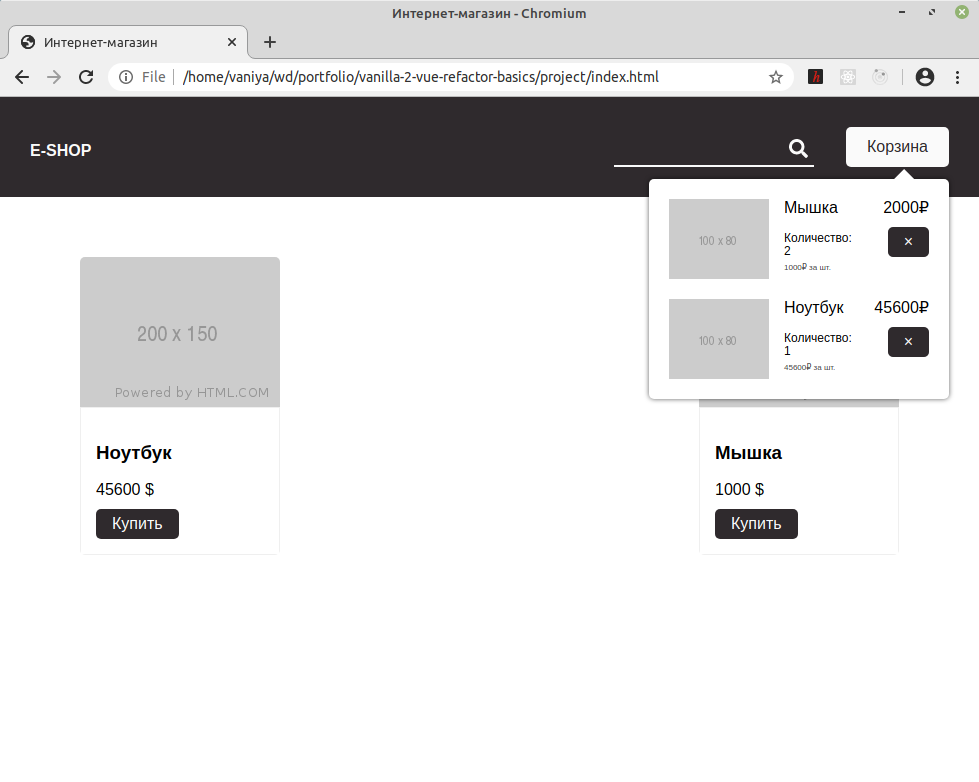 Интернет-магазин - Chromium
Интернет-магазин
File
/home/vaniya/wd/portfolio/vanilla-2-vue-refactor-basics/project/index.html
E-SHOP
Корзина
Мышка 2000₽
100 x 80
Количество:
2
×
1000₽ за шт.
Ноутбук 45600₽
100 x 80
Количество:
1
×
45600₽ за шт.
200 x 150
Powered by HTML.COM
Ноутбук
45600 $
Купить
Мышка
1000 $
Купить